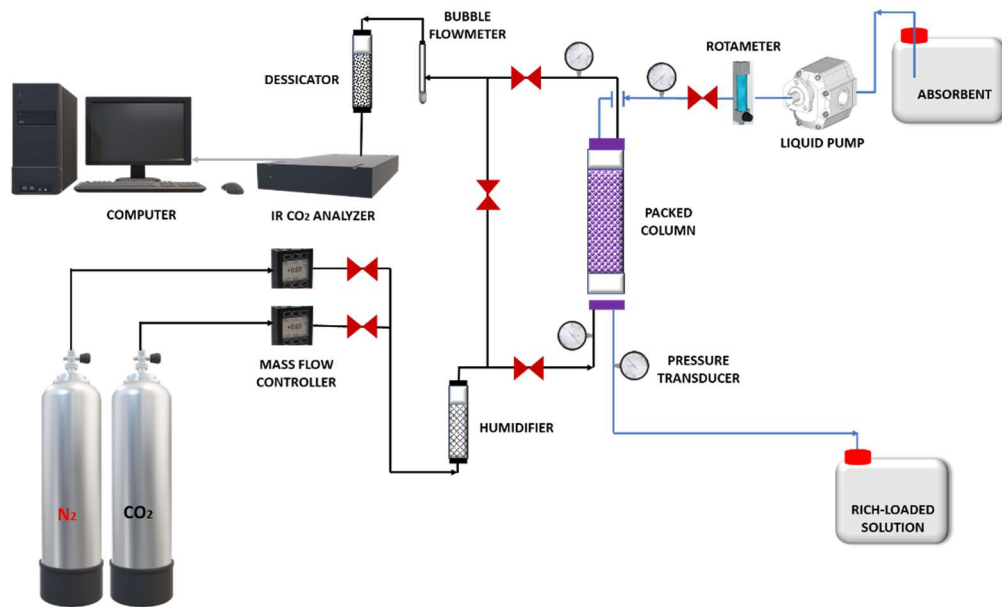 BUBBLE
FLOWMETER
DESSICATOR
ROTAMETER
ABSORBENT
LIQUID PUMP
COMPUTER
IR CO₂ ANALYZER
PACKED
COLUMN
MASS FLOW
CONTROLLER
PRESSURE
TRANSDUCER
HUMIDIFIER
N₂
CO₂
RICH-LOADED
SOLUTION